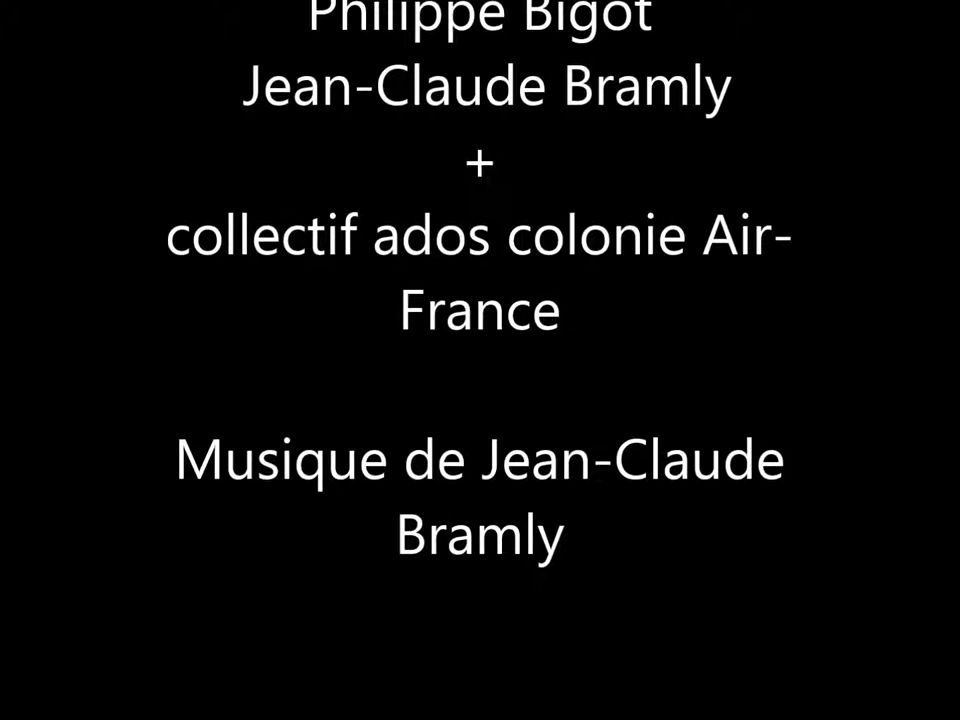 Philippe Bigot
Jean-Claude Bramly
+
collectif ados colonie Air-
France
Musique de Jean-Claude
Bramly